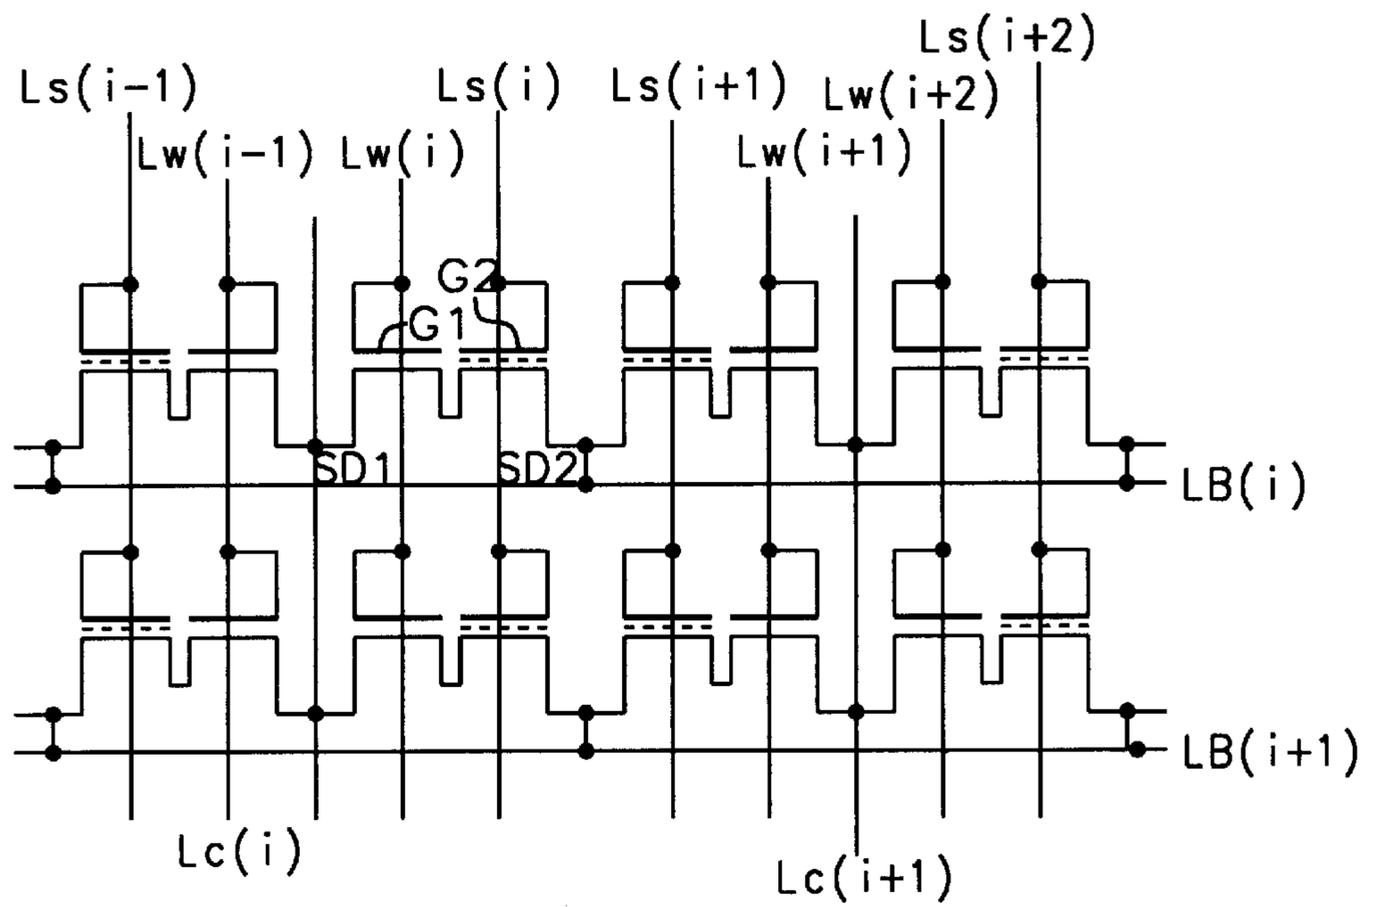 Ls(i+2)
Ls(i-1) Ls(i) Ls(i+1) Lw(i+2)
Lw(i-1) Lw(i) Lw(i+1)
G2
G1
SD1 SD2 LB(i)
LB(i+1)
Lc(i)
Lc(i+1)